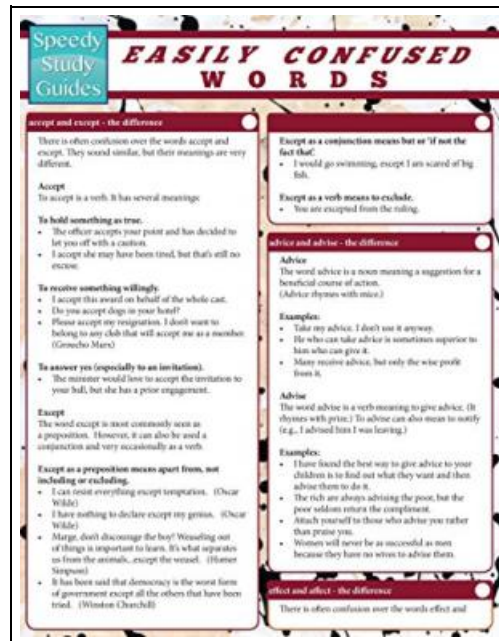 Speedy
Study
Guides
EASILY CONFUSED
WORDS
accept and except - the difference
There is often confusion over the words accept and
except. They sound similar, but their meanings are very
different.
Accept
To accept is a verb. It has several meanings:
To hold something as true.
• The officer accepts your point and has decided to
let you off with a caution.
• I accept she may have been tired, but that's still no
excuse.
To receive something willingly.
• I accept this award on behalf of the whole cast.
• Do you accept dogs in your hotel?
• Please accept my resignation. I don't want to
belong to any club that will accept me as a member.
(Groucho Marx)
To answer yes (especially to an invitation).
• The minister would love to accept the invitation to
your ball, but she has a prior engagement.
Except
The word except is most commonly seen as
a preposition. However, it can also be used a
conjunction and very occasionally as a verb.
Except as a preposition means apart from, not
including or excluding.
• I can resist everything except temptation. (Oscar
Wilde)
• I have nothing to declare except my genius. (Oscar
Wilde)
• Marge, don't discourage the boy! Weaseling out
of things is important to learn. It's what separates
us from the animals...except the weasel. (Homer
Simpson)
• It has been said that democracy is the worst form
of government except all the others that have been
tried. (Winston Churchill)
Except as a conjunction means but or 'if not the
fact that'.
• I would go swimming, except I am scared of big
fish.
Except as a verb means to exclude.
• You are excepted from the ruling.
advice and advise - the difference
Advice
The word advice is a noun meaning a suggestion for a
beneficial course of action.
(Advice rhymes with mice.)
Examples:
• Take my advice. I don't use it anyway.
• He who can take advice is sometimes superior to
him who can give it.
• Many receive advice, but only the wise profit
from it.
Advise
The word advise is a verb meaning to give advice. (It
rhymes with prize.) To advise can also mean to notify
(e.g., I advised him I was leaving.)
Examples:
• I have found the best way to give advice to your
children is to find out what they want and then
advise them to do it.
• The rich are always advising the poor, but the
poor seldom return the compliment.
• Attach yourself to those who advise you rather
than praise you.
• Women will never be as successful as men
because they have no wives to advise them.
effect and affect - the difference
There is often confusion over the words effect and